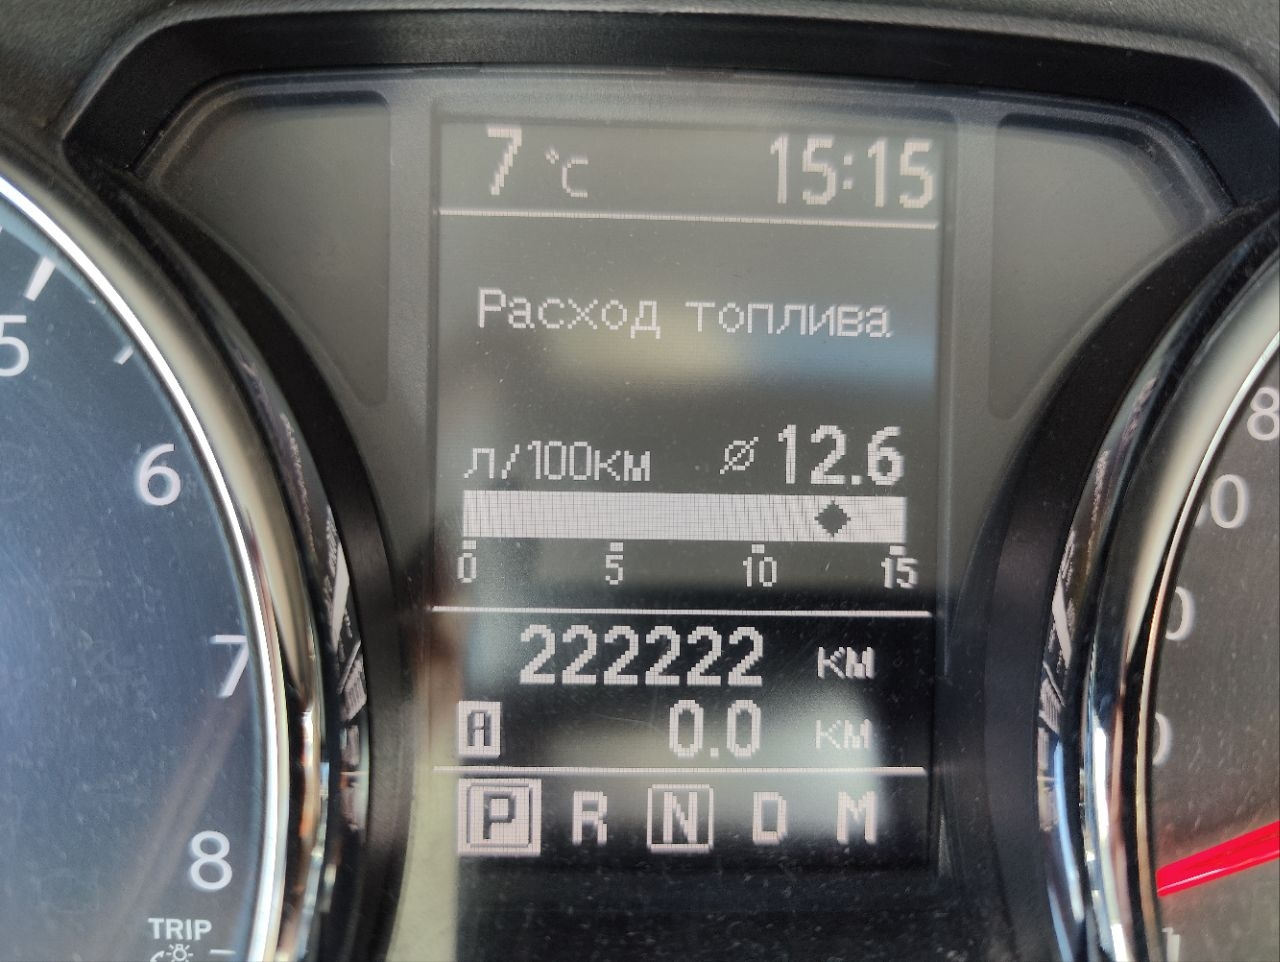 7 °C 15:15
Расход топлива
л/100км ⌀ 12.6
0 5 10 15
222222 км
A 0.0 км
P R N D M
5
6
7
8
TRIP
8